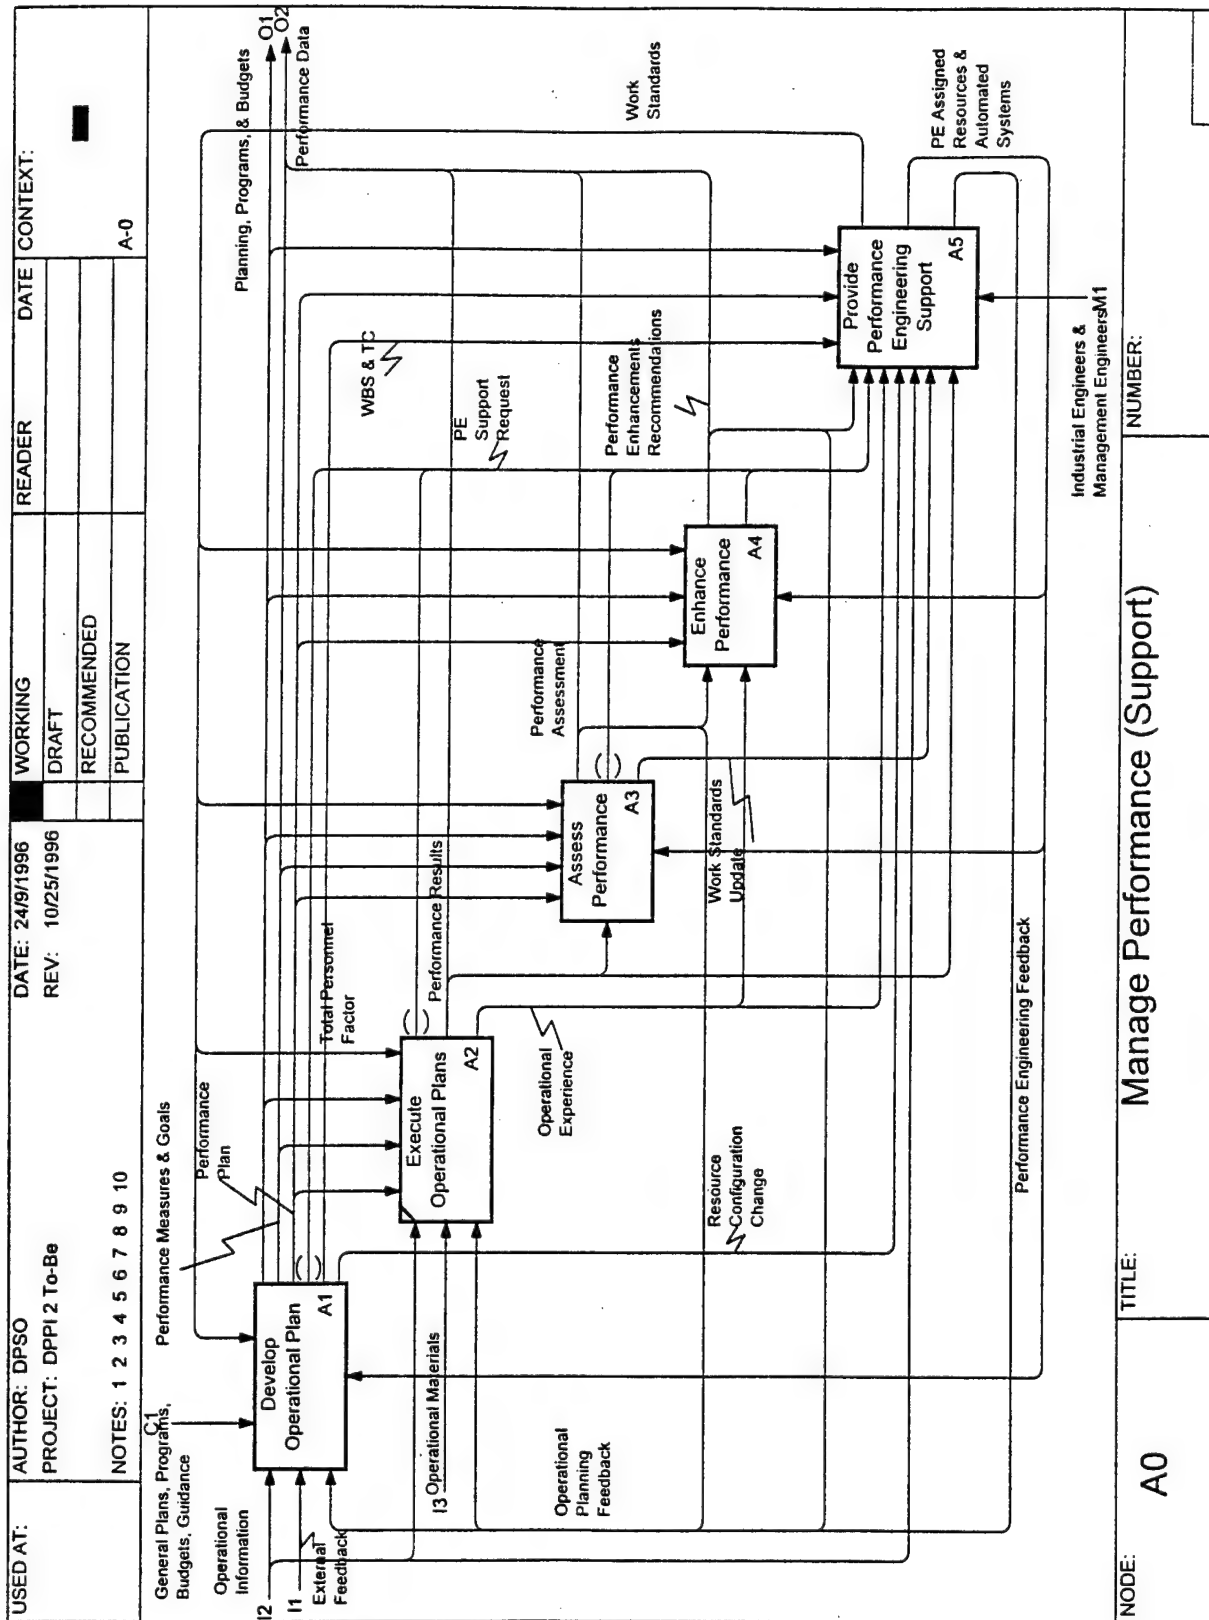 USED AT:
AUTHOR: DPSO
PROJECT: DPPI 2 To-Be
NOTES: 1 2 3 4 5 6 7 8 9 10
DATE: 24/9/1996
REV: 10/25/1996
WORKING
DRAFT
RECOMMENDED
PUBLICATION
READER
DATE
CONTEXT:
A-0
C1
General Plans, Programs,
Budgets, Guidance
Performance Measures & Goals
Performance
Plan
Planning, Programs, & Budgets
O1
O2
Performance Data
Operational
Information
I2
I1
External
Feedback
I3
Operational Materials
Develop
Operational Plan
A1
Total Personnel
Factor
WBS & TC
PE
Support
Request
Work
Standards
Execute
Operational Plans
A2
Performance Results
Operational
Experience
Assess
Performance
A3
Performance
Assessment
Work Standards
Update
Enhance
Performance
A4
Performance
Enhancements
Recommendations
Provide
Performance
Engineering
Support
A5
PE Assigned
Resources &
Automated
Systems
Resource
Configuration
Change
Operational
Planning
Feedback
Performance Engineering Feedback
Industrial Engineers &
Management Engineers
M1
NODE:
A0
TITLE:
Manage Performance (Support)
NUMBER: